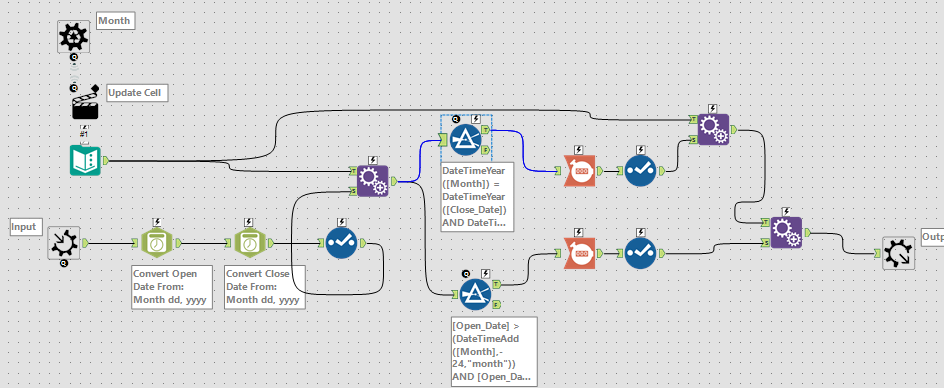 Month
Update Cell
#1
T
S
T
F
T
S
DateTimeYear
([Month]) =
DateTimeYear
([Close_Date])
AND DateTi...
Input
Convert Open
Date From:
Month dd, yyyy
Convert Close
Date From:
Month dd, yyyy
T
S
Outp
T
F
[Open_Date] >
(DateTimeAdd
([Month],-
24,"month"))
AND [Open_Da...